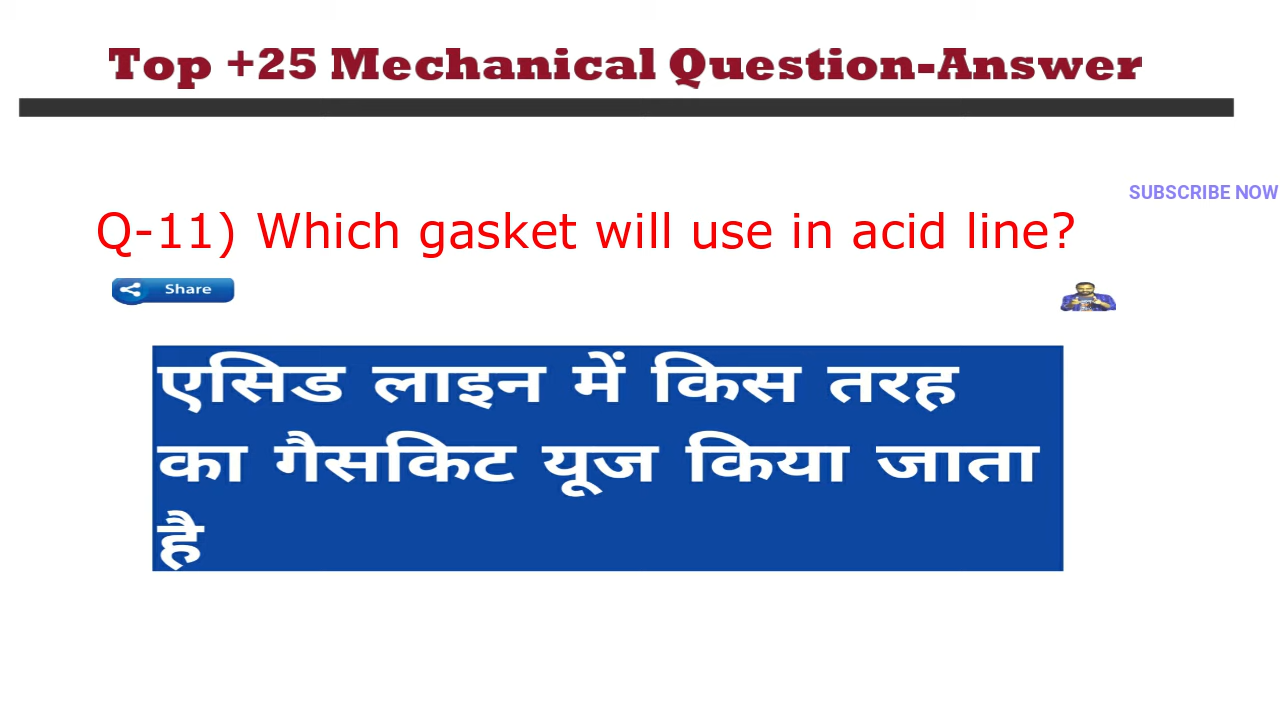 Top +25 Mechanical Question-Answer
SUBSCRIBE NOW
Q-11) Which gasket will use in acid line?
Share
एसिड लाइन में किस तरह
का गैसकिट यूज किया जाता
है